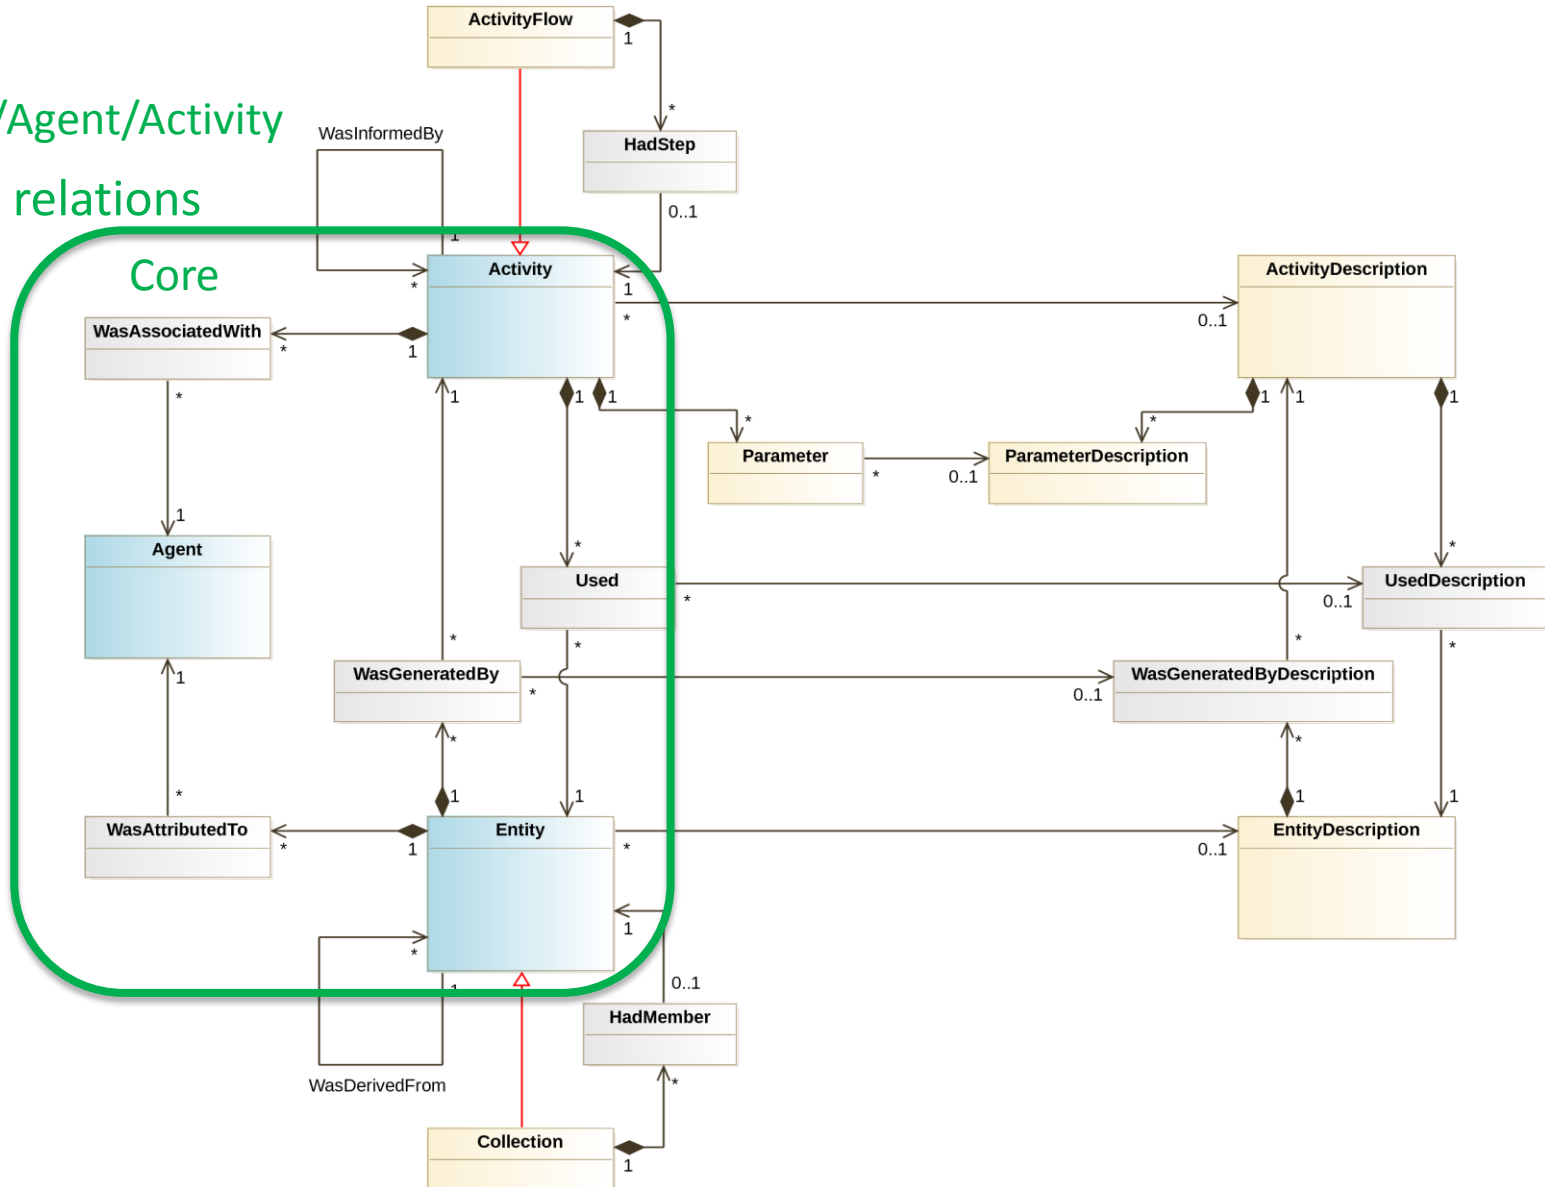 ActivityFlow
1
*
/Agent/Activity
relations
WasInformedBy
HadStep
0..1
1
Core
Activity
*
1
*
0..1
ActivityDescription
WasAssociatedWith
*
1
*
1
1
1
*
Parameter
*
0..1
ParameterDescription
*
1
1
1
1
Agent
*
Used
*
0..1
UsedDescription
*
1
*
WasGeneratedBy
*
*
0..1
WasGeneratedByDescription
*
*
*
1
*
1
*
1
1
WasAttributedTo
*
1
Entity
*
0..1
EntityDescription
1
*
1
1
0..1
HadMember
*
WasDerivedFrom
Collection
1